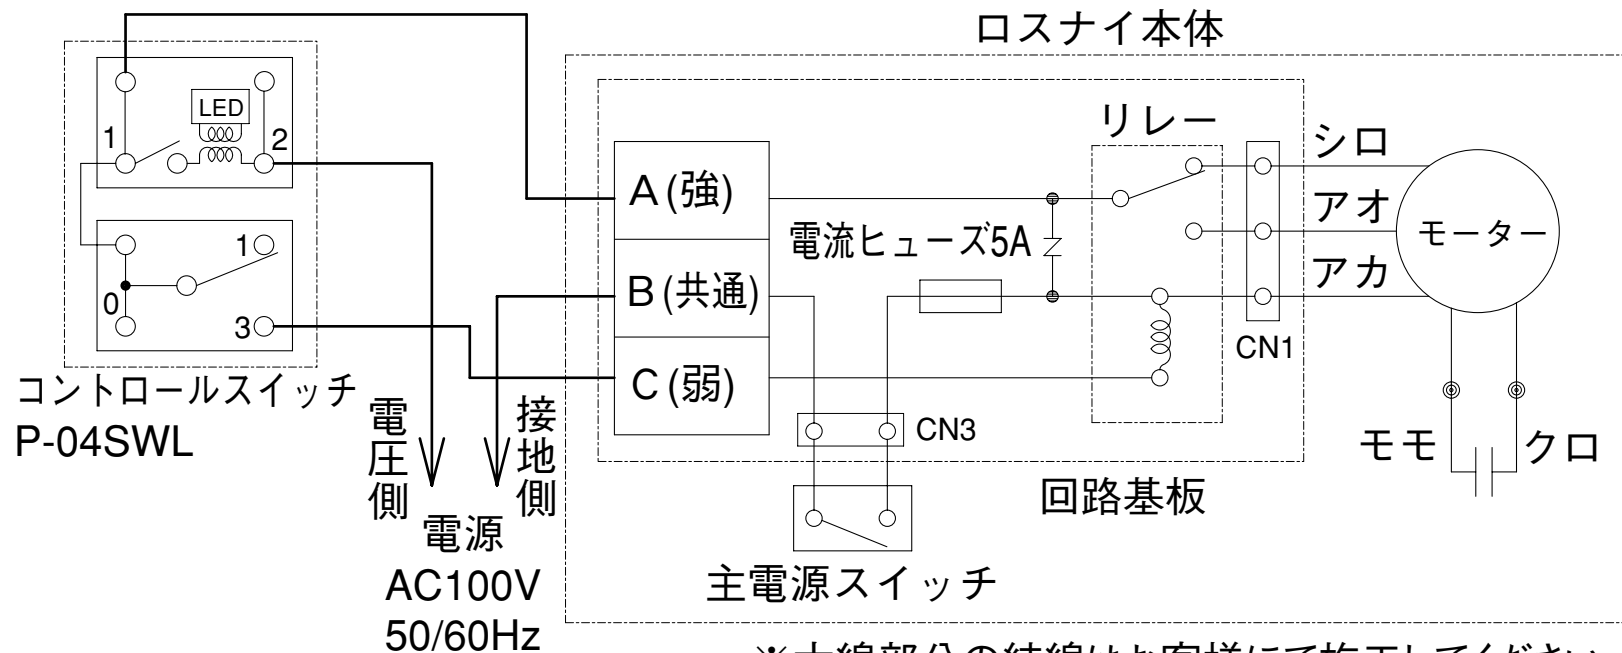 ロスナイ本体
LED
1
2
1
0
3
コントロールスイッチ
P-04SWL
電圧側
接地側
電源
AC100V
50/60Hz
A(強)
B(共通)
C(弱)
電流ヒューズ5A
リレー
シロ
アオ
アカ
モーター
CN1
CN3
モモ
クロ
回路基板
主電源スイッチ